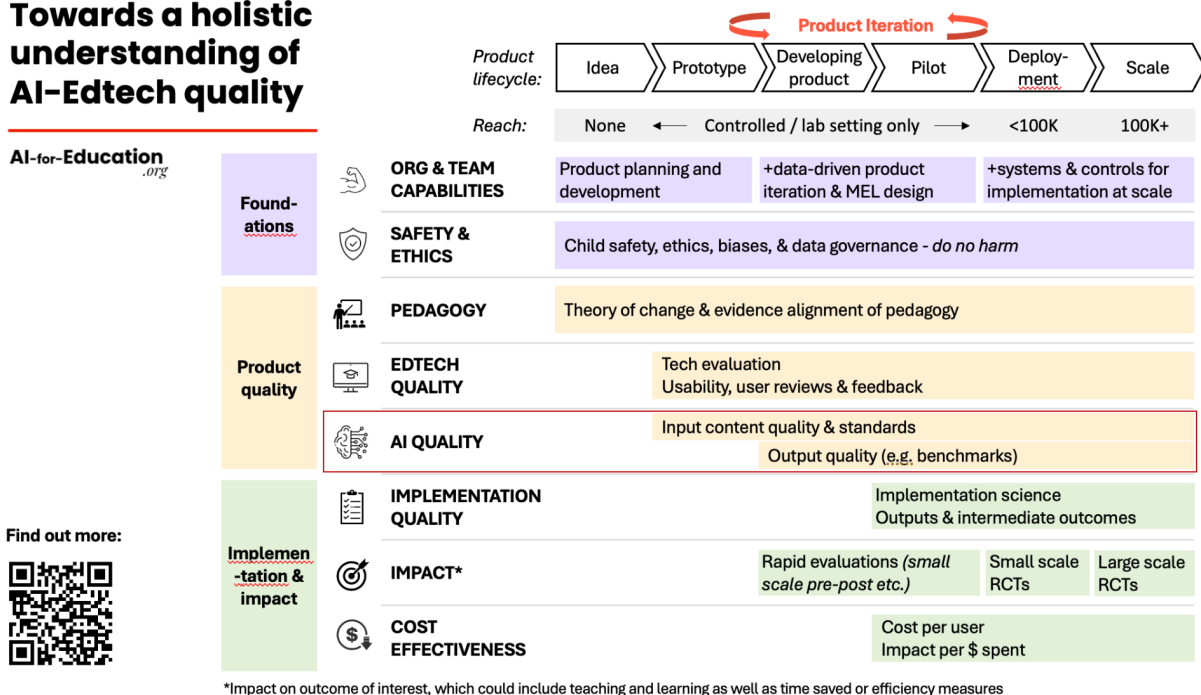 Towards a holistic
understanding of
AI-Edtech quality
AI-for-Education
.org
Product Iteration
Product
lifecycle:
Idea
Prototype
Developing
product
Pilot
Deploy-
ment
Scale
Reach:
None
Controlled / lab setting only
<100K
100K+
Found-
ations
ORG & TEAM
CAPABILITIES
Product planning and
development
+data-driven product
iteration & MEL design
+systems & controls for
implementation at scale
SAFETY &
ETHICS
Child safety, ethics, biases, & data governance - do no harm
Product
quality
PEDAGOGY
Theory of change & evidence alignment of pedagogy
EDTECH
QUALITY
Tech evaluation
Usability, user reviews & feedback
AI QUALITY
Input content quality & standards
Output quality (e.g. benchmarks)
Implemen
-tation &
impact
IMPLEMENTATION
QUALITY
Implementation science
Outputs & intermediate outcomes
IMPACT*
Rapid evaluations (small
scale pre-post etc.)
Small scale
RCTs
Large scale
RCTs
COST
EFFECTIVENESS
Cost per user
Impact per $ spent
Find out more:
*Impact on outcome of interest, which could include teaching and learning as well as time saved or efficiency measures